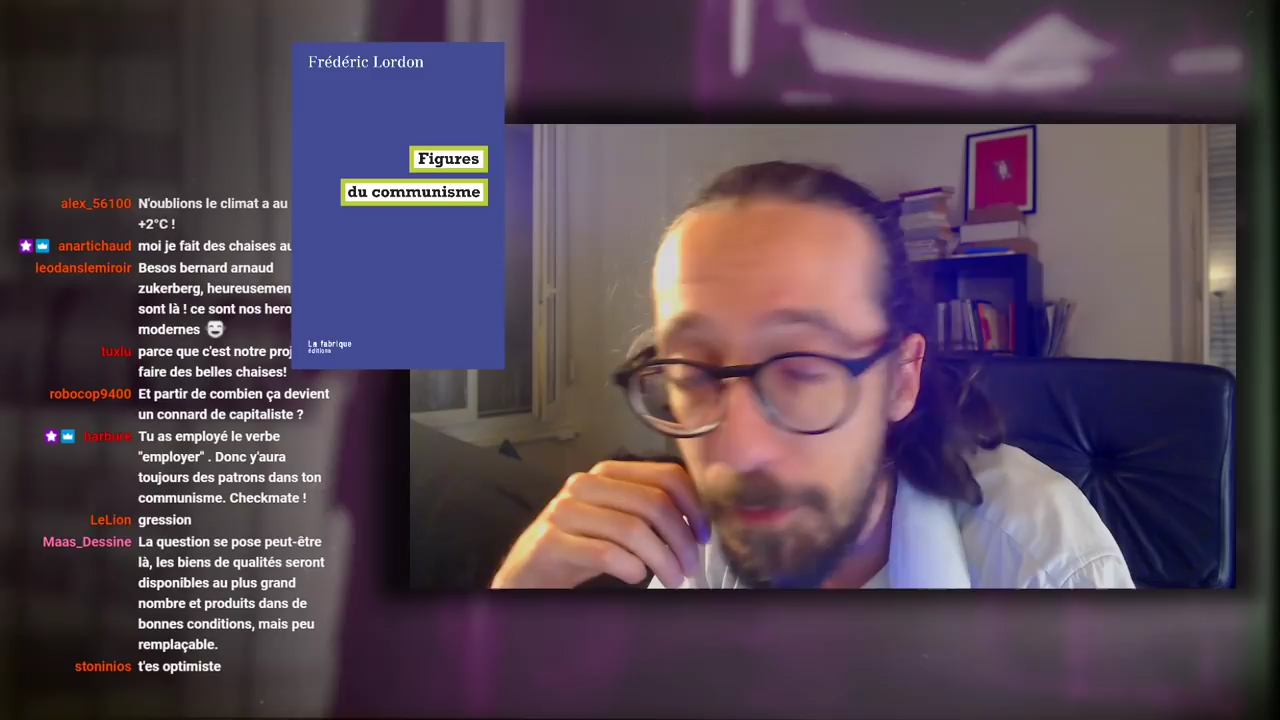 Frédéric Lordon
Figures
du communisme
La fabrique
éditions
alex_56100 N'oublions le climat a au
+2°C !
anartichaud moi je fait des chaises au
leodanslemiroir Besos bernard arnaud
zukerberg, heureusemen
sont là ! ce sont nos hero
modernes
tuxlu parce que c'est notre proj
faire des belles chaises!
robocop9400 Et partir de combien ça devient
un connard de capitaliste ?
barbure Tu as employé le verbe
"employer" . Donc y'aura
toujours des patrons dans ton
communisme. Checkmate !
LeLion gression
Maas_Dessine La question se pose peut-être
là, les biens de qualités seront
disponibles au plus grand
nombre et produits dans de
bonnes conditions, mais peu
remplaçable.
stoninios t'es optimiste